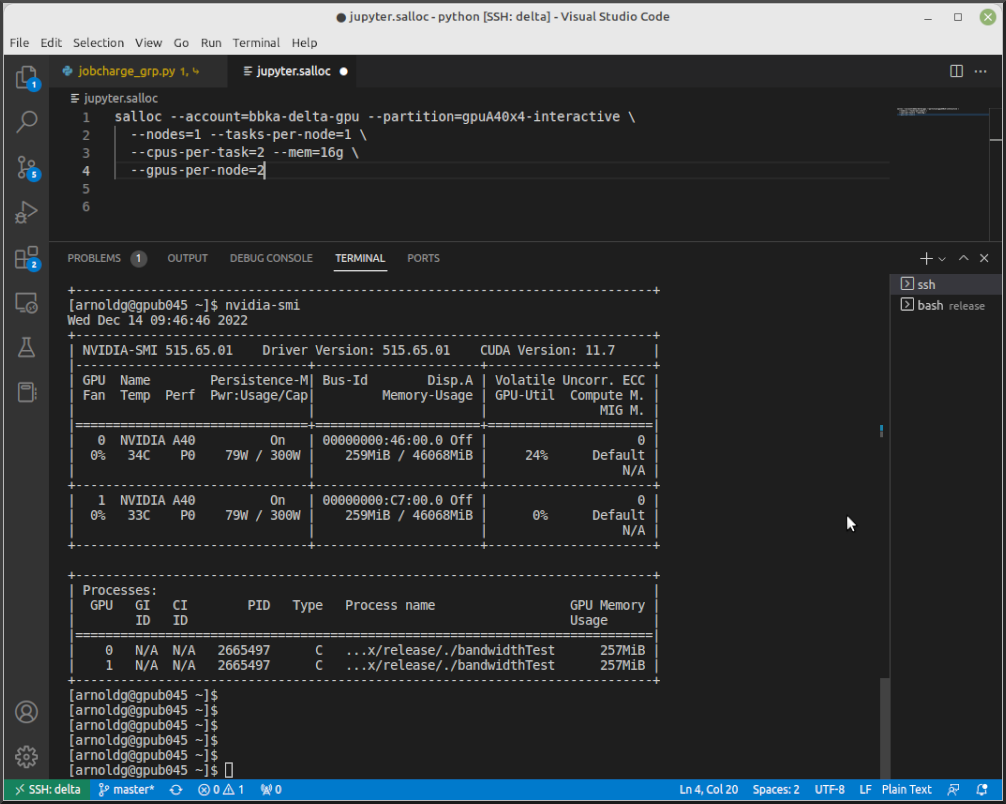 jupyter.salloc - python [SSH: delta] - Visual Studio Code
File Edit Selection View Go Run Terminal Help
1
jobcharge_grp.py 1,
jupyter.salloc
jupyter.salloc
1 salloc --account=bbka-delta-gpu --partition=gpuA40x4-interactive \
2   --nodes=1 --tasks-per-node=1 \
3   --cpus-per-task=2 --mem=16g \
4   --gpus-per-node=2
5
6
5
2
PROBLEMS 1 OUTPUT DEBUG CONSOLE TERMINAL PORTS
ssh
bash release
+-----------------------------------------------------------------------------+
[arnoldg@gpub045 ~]$ nvidia-smi
Wed Dec 14 09:46:46 2022
+-----------------------------------------------------------------------------+
| NVIDIA-SMI 515.65.01    Driver Version: 515.65.01    CUDA Version: 11.7     |
|-------------------------------+----------------------+----------------------+
| GPU  Name        Persistence-M| Bus-Id        Disp.A | Volatile Uncorr. ECC |
| Fan  Temp  Perf  Pwr:Usage/Cap|         Memory-Usage | GPU-Util  Compute M. |
|                               |                      |               MIG M. |
|===============================+======================+======================|
|   0  NVIDIA A40          On   | 00000000:46:00.0 Off |                    0 |
|  0%   34C    P0    79W / 300W |    259MiB / 46068MiB |     24%      Default |
|                               |                      |                  N/A |
+-------------------------------+----------------------+----------------------+
|   1  NVIDIA A40          On   | 00000000:C7:00.0 Off |                    0 |
|  0%   33C    P0    79W / 300W |    259MiB / 46068MiB |      0%      Default |
|                               |                      |                  N/A |
+-------------------------------+----------------------+----------------------+
+-----------------------------------------------------------------------------+
| Processes:                                                                  |
|  GPU   GI   CI        PID   Type   Process name                  GPU Memory |
|        ID   ID                                                   Usage      |
|=============================================================================|
|    0   N/A  N/A   2665497      C   ...x/release/./bandwidthTest      257MiB |
|    1   N/A  N/A   2665497      C   ...x/release/./bandwidthTest      257MiB |
+-----------------------------------------------------------------------------+
[arnoldg@gpub045 ~]$
[arnoldg@gpub045 ~]$
[arnoldg@gpub045 ~]$
[arnoldg@gpub045 ~]$
[arnoldg@gpub045 ~]$
[arnoldg@gpub045 ~]$
SSH: delta master* 0 1 0 Ln 4, Col 20 Spaces: 2 UTF-8 LF Plain Text